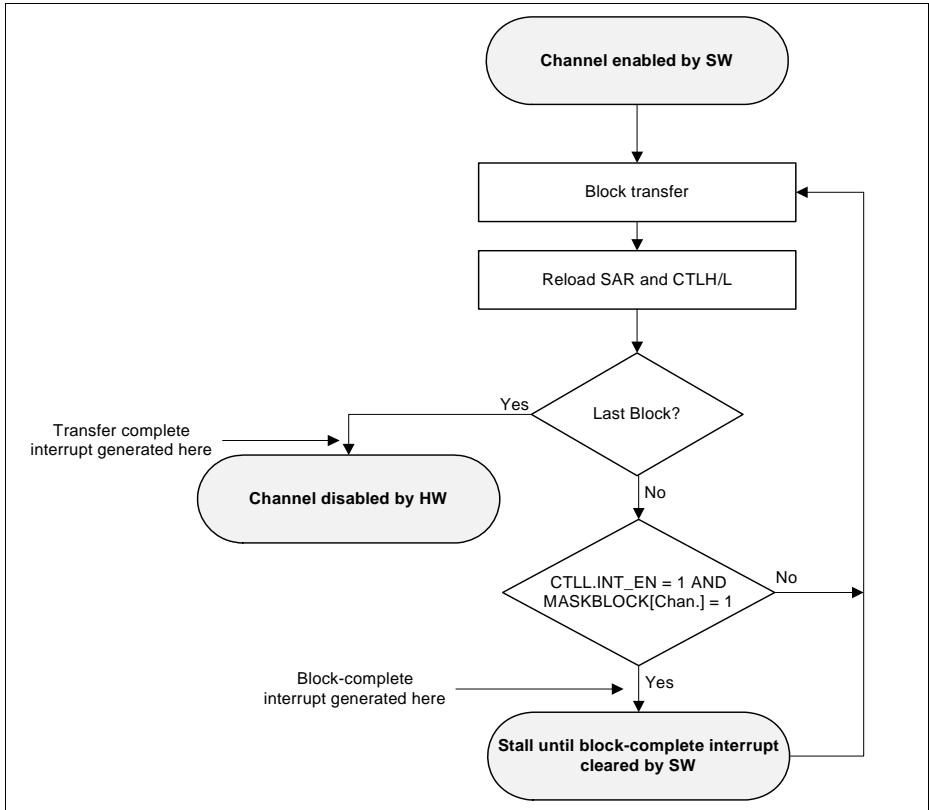 Channel enabled by SW
Block transfer
Reload SAR and CTLH/L
Last Block?
Yes
Transfer complete
interrupt generated here
Channel disabled by HW
No
CTLL.INT_EN = 1 AND
MASKBLOCK[Chan.] = 1
No
Yes
Block-complete
interrupt generated here
Stall until block-complete interrupt
cleared by SW